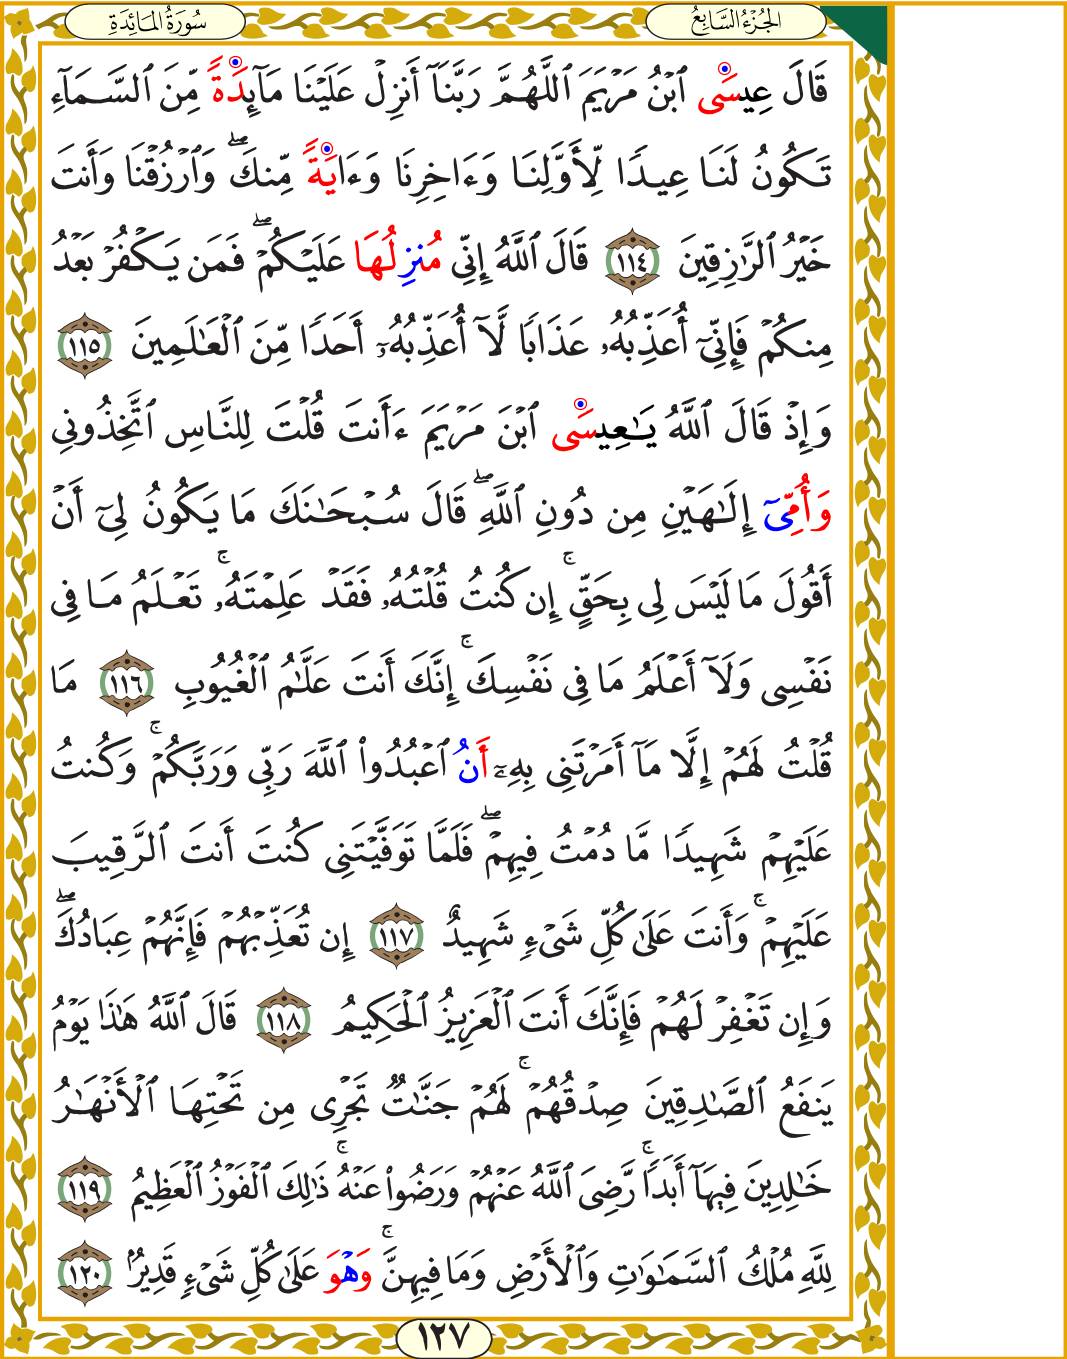 الجُزْءُ السَّابِعُ
سُورَةُ المَائِدَةِ
قَالَ عِيسَى ٱبْنُ مَرْيَمَ ٱللَّهُمَّ رَبَّنَآ أَنزِلْ عَلَيْنَا مَآئِدَةً مِّنَ ٱلسَّمَآءِ
تَكُونُ لَنَا عِيدًا لِّأَوَّلِنَا وَءَاخِرِنَا وَءَايَةً مِّنكَۖ وَٱرْزُقْنَا وَأَنتَ
خَيْرُ ٱلرَّٰزِقِينَ ١١٤ قَالَ ٱللَّهُ إِنِّى مُنزِلُهَا عَلَيْكُمْۖ فَمَن يَكْفُرْ بَعْدُ
مِنكُمْ فَإِنِّىٓ أُعَذِّبُهُۥ عَذَابًا لَّآ أُعَذِّبُهُۥٓ أَحَدًا مِّنَ ٱلْعَٰلَمِينَ ١١٥
وَإِذْ قَالَ ٱللَّهُ يَٰعِيسَى ٱبْنَ مَرْيَمَ ءَأَنتَ قُلْتَ لِلنَّاسِ ٱتَّخِذُونِى
وَأُمِّىَٓ إِلَٰهَيْنِ مِن دُونِ ٱللَّهِۖ قَالَ سُبْحَٰنَكَ مَا يَكُونُ لِىٓ أَنْ
أَقُولَ مَا لَيْسَ لِى بِحَقٍّۚ إِن كُنتُ قُلْتُهُۥ فَقَدْ عَلِمْتَهُۥۚ تَعْلَمُ مَا فِى
نَفْسِى وَلَآ أَعْلَمُ مَا فِى نَفْسِكَۚ إِنَّكَ أَنتَ عَلَّٰمُ ٱلْغُيُوبِ ١١٦ مَا
قُلْتُ لَهُمْ إِلَّا مَآ أَمَرْتَنِى بِهِۦٓ أَنُ ٱعْبُدُوا۟ ٱللَّهَ رَبِّى وَرَبَّكُمْۚ وَكُنتُ
عَلَيْهِمْ شَهِيدًا مَّا دُمْتُ فِيهِمْۖ فَلَمَّا تَوَفَّيْتَنِى كُنتَ أَنتَ ٱلرَّقِيبَ
عَلَيْهِمْۚ وَأَنتَ عَلَىٰ كُلِّ شَىْءٍ شَهِيدٌ ١١٧ إِن تُعَذِّبْهُمْ فَإِنَّهُمْ عِبَادُكَۖ
وَإِن تَغْفِرْ لَهُمْ فَإِنَّكَ أَنتَ ٱلْعَزِيزُ ٱلْحَكِيمُ ١١٨ قَالَ ٱللَّهُ هَٰذَا يَوْمُ
يَنفَعُ ٱلصَّٰدِقِينَ صِدْقُهُمْۚ لَهُمْ جَنَّٰتٌ تَجْرِى مِن تَحْتِهَا ٱلْأَنْهَٰرُ
خَٰلِدِينَ فِيهَآ أَبَدًاۚ رَّضِىَ ٱللَّهُ عَنْهُمْ وَرَضُوا۟ عَنْهُۚ ذَٰلِكَ ٱلْفَوْزُ ٱلْعَظِيمُ ١١٩
لِلَّهِ مُلْكُ ٱلسَّمَٰوَٰتِ وَٱلْأَرْضِ وَمَا فِيهِنَّۚ وَهْوَ عَلَىٰ كُلِّ شَىْءٍ قَدِيرٌۢ ١٢٠
١٢٧